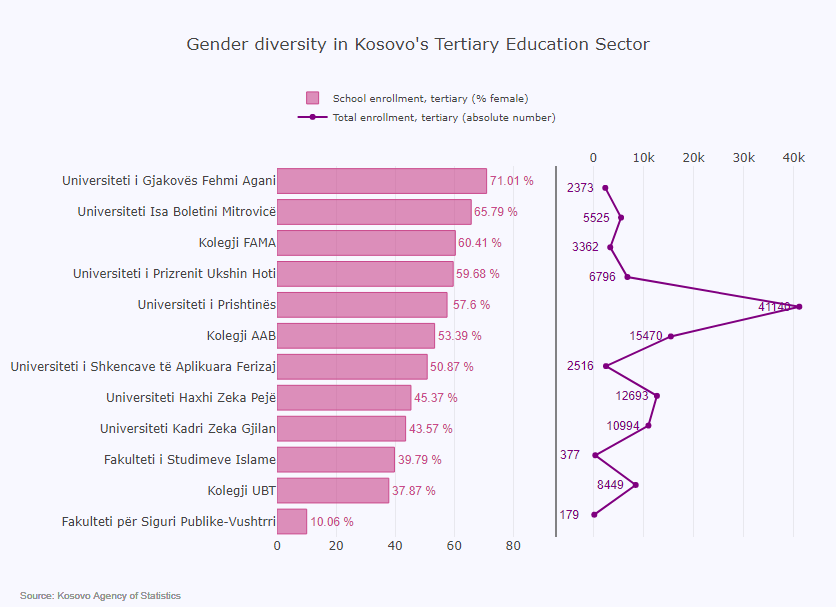 Gender diversity in Kosovo's Tertiary Education Sector
School enrollment, tertiary (% female)
Total enrollment, tertiary (absolute number)
0 10k 20k 30k 40k
Universiteti i Gjakovës Fehmi Agani 71.01 % 2373
Universiteti Isa Boletini Mitrovicë 65.79 % 5525
Kolegji FAMA 60.41 % 3362
Universiteti i Prizrenit Ukshin Hoti 59.68 % 6796
Universiteti i Prishtinës 57.6 % 41140
Kolegji AAB 53.39 % 15470
Universiteti i Shkencave të Aplikuara Ferizaj 50.87 % 2516
Universiteti Haxhi Zeka Pejë 45.37 % 12693
Universiteti Kadri Zeka Gjilan 43.57 % 10994
Fakulteti i Studimeve Islame 39.79 % 377
Kolegji UBT 37.87 % 8449
Fakulteti për Siguri Publike-Vushtrri 10.06 % 179
0 20 40 60 80
Source: Kosovo Agency of Statistics